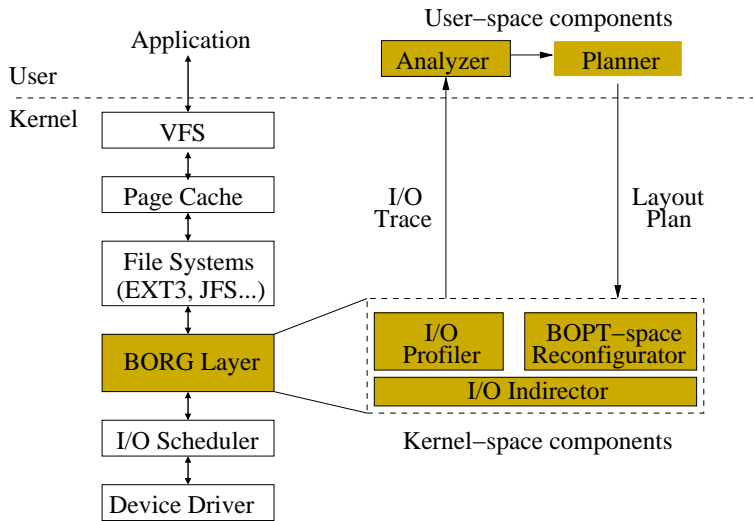 User−space components
Application
Analyzer
Planner
User
Kernel
VFS
Page Cache
I/O
Trace
Layout
Plan
File Systems
(EXT3, JFS...)
BORG Layer
I/O
Profiler
BOPT−space
Reconfigurator
I/O Indirector
I/O Scheduler
Kernel−space components
Device Driver